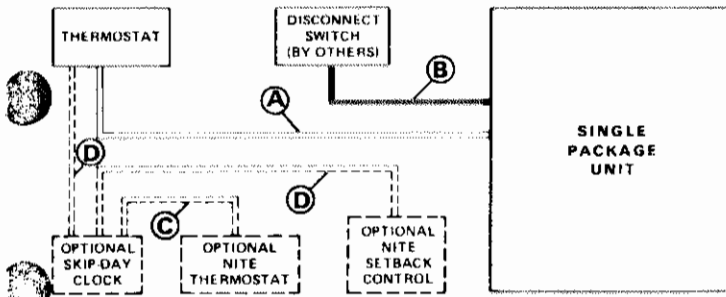 THERMOSTAT
DISCONNECT
SWITCH
(BY OTHERS)
B
A
SINGLE
PACKAGE
UNIT
D
D
C
OPTIONAL
SKIP-DAY
CLOCK
OPTIONAL
NITE
THERMOSTAT
OPTIONAL
NITE
SETBACK
CONTROL